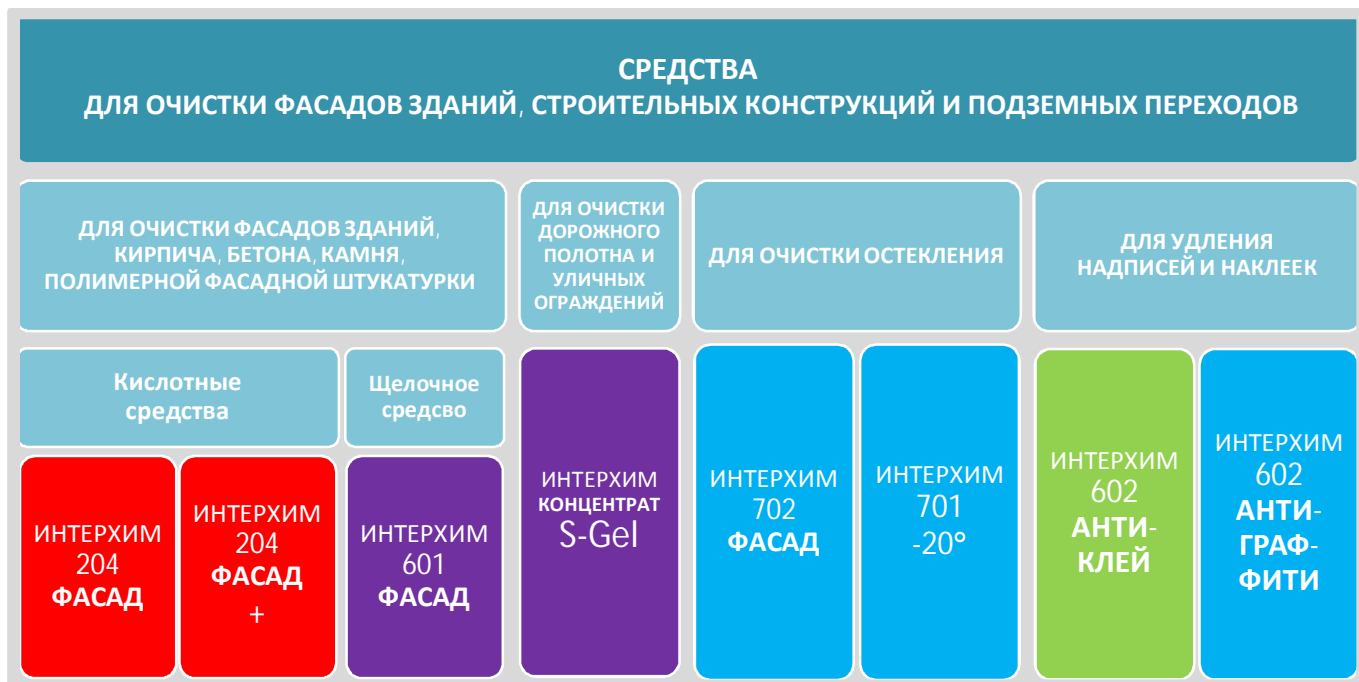 СРЕДСТВА
ДЛЯ ОЧИСТКИ ФАСАДОВ ЗДАНИЙ, СТРОИТЕЛЬНЫХ КОНСТРУКЦИЙ И ПОДЗЕМНЫХ ПЕРЕХОДОВ
ДЛЯ ОЧИСТКИ ФАСАДОВ ЗДАНИЙ,
КИРПИЧА, БЕТОНА, КАМНЯ,
ПОЛИМЕРНОЙ ФАСАДНОЙ ШТУКАТУРКИ
ДЛЯ ОЧИСТКИ
ДОРОЖНОГО
ПОЛОТНА И
УЛИЧНЫХ
ОГРАЖДЕНИЙ
ДЛЯ ОЧИСТКИ ОСТЕКЛЕНИЯ
ДЛЯ УДЛЕНИЯ
НАДПИСЕЙ И НАКЛЕЕК
Кислотные
средства
Щелочное
средсво
ИНТЕРХИМ
204
ФАСАД
ИНТЕРХИМ
204
ФАСАД
+
ИНТЕРХИМ
601
ФАСАД
ИНТЕРХИМ
КОНЦЕНТРАТ
S-Gel
ИНТЕРХИМ
702
ФАСАД
ИНТЕРХИМ
701
-20°
ИНТЕРХИМ
602
АНТИ-
КЛЕЙ
ИНТЕРХИМ
602
АНТИ-
ГРАФ-
ФИТИ